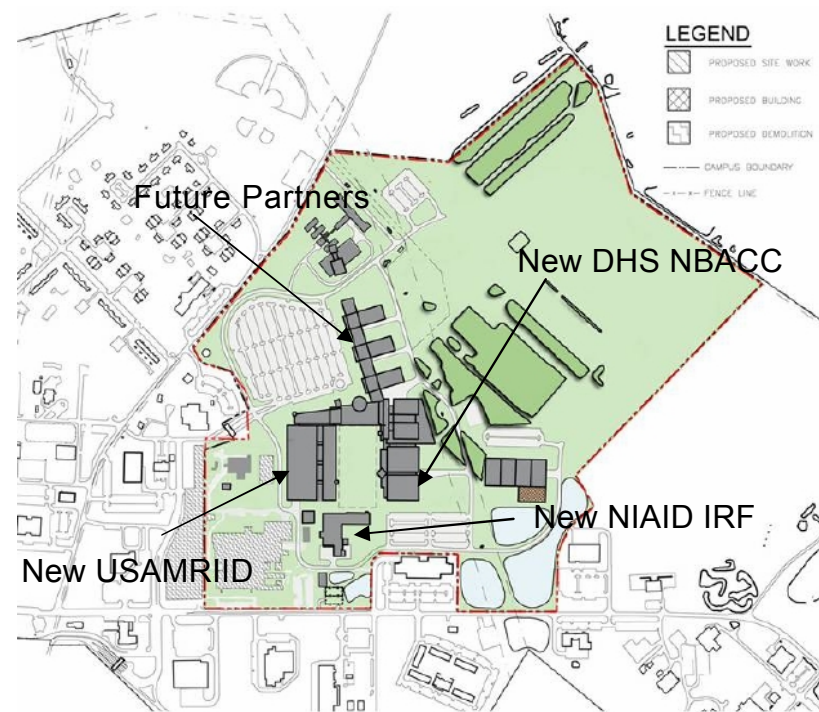 LEGEND
PROPOSED SITE WORK
PROPOSED BUILDING
PROPOSED DEMOLITION
CAMPUS BOUNDARY
FENCE LINE
Future Partners
New DHS NBACC
New NIAID IRF
New USAMRIID